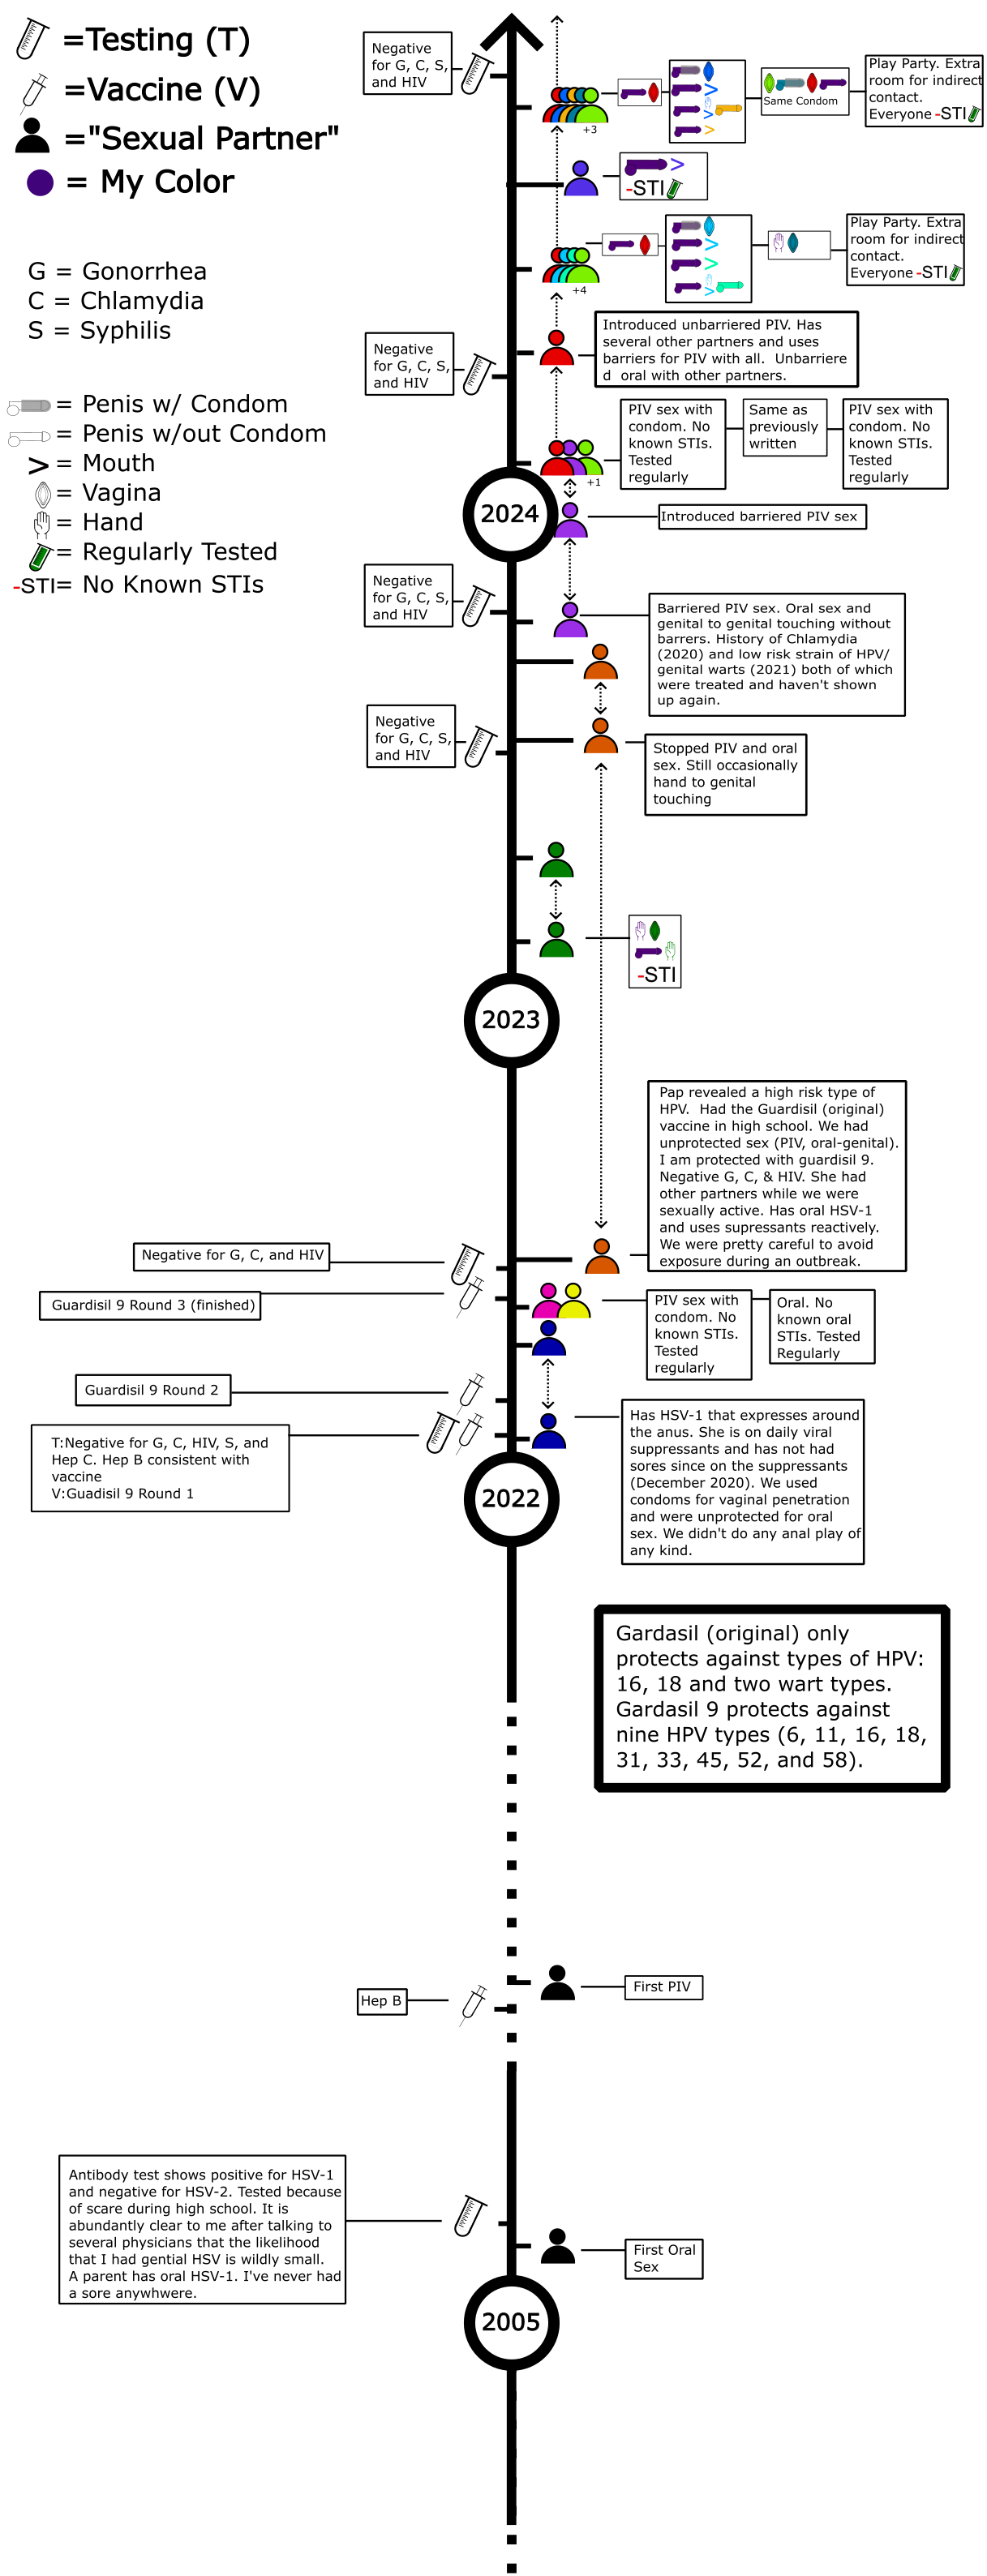 =Testing (T)
=Vaccine (V)
="Sexual Partner"
= My Color
G = Gonorrhea
C = Chlamydia
S = Syphilis
= Penis w/ Condom
= Penis w/out Condom
> = Mouth
= Vagina
= Hand
= Regularly Tested
-STI= No Known STIs
Negative
for G, C, S,
and HIV
+3
Same Condom
Play Party. Extra
room for indirect
contact.
Everyone -STI
>
>
>
>
-STI
+4
>
>
>
Play Party. Extra
room for indirect
contact.
Everyone -STI
Negative
for G, C, S,
and HIV
Introduced unbarriered PIV. Has
several other partners and uses
barriers for PIV with all. Unbarriere
d oral with other partners.
+1
PIV sex with
condom. No
known STIs.
Tested
regularly
Same as
previously
written
PIV sex with
condom. No
known STIs.
Tested
regularly
2024
Introduced barriered PIV sex
Negative
for G, C, S,
and HIV
Barriered PIV sex. Oral sex and
genital to genital touching without
barrers. History of Chlamydia
(2020) and low risk strain of HPV/
genital warts (2021) both of which
were treated and haven't shown
up again.
Negative
for G, C, S,
and HIV
Stopped PIV and oral
sex. Still occasionally
hand to genital
touching
-STI
2023
Pap revealed a high risk type of
HPV. Had the Guardisil (original)
vaccine in high school. We had
unprotected sex (PIV, oral-genital).
I am protected with guardisil 9.
Negative G, C, & HIV. She had
other partners while we were
sexually active. Has oral HSV-1
and uses supressants reactively.
We were pretty careful to avoid
exposure during an outbreak.
Negative for G, C, and HIV
Guardisil 9 Round 3 (finished)
PIV sex with
condom. No
known STIs.
Tested
regularly
Oral. No
known oral
STIs. Tested
Regularly
Guardisil 9 Round 2
T:Negative for G, C, HIV, S, and
Hep C. Hep B consistent with
vaccine
V:Guadisil 9 Round 1
Has HSV-1 that expresses around
the anus. She is on daily viral
suppressants and has not had
sores since on the suppressants
(December 2020). We used
condoms for vaginal penetration
and were unprotected for oral
sex. We didn't do any anal play of
any kind.
2022
Gardasil (original) only
protects against types of HPV:
16, 18 and two wart types.
Gardasil 9 protects against
nine HPV types (6, 11, 16, 18,
31, 33, 45, 52, and 58).
First PIV
Hep B
Antibody test shows positive for HSV-1
and negative for HSV-2. Tested because
of scare during high school. It is
abundantly clear to me after talking to
several physicians that the likelihood
that I had gential HSV is wildly small.
A parent has oral HSV-1. I've never had
a sore anywhwere.
First Oral
Sex
2005